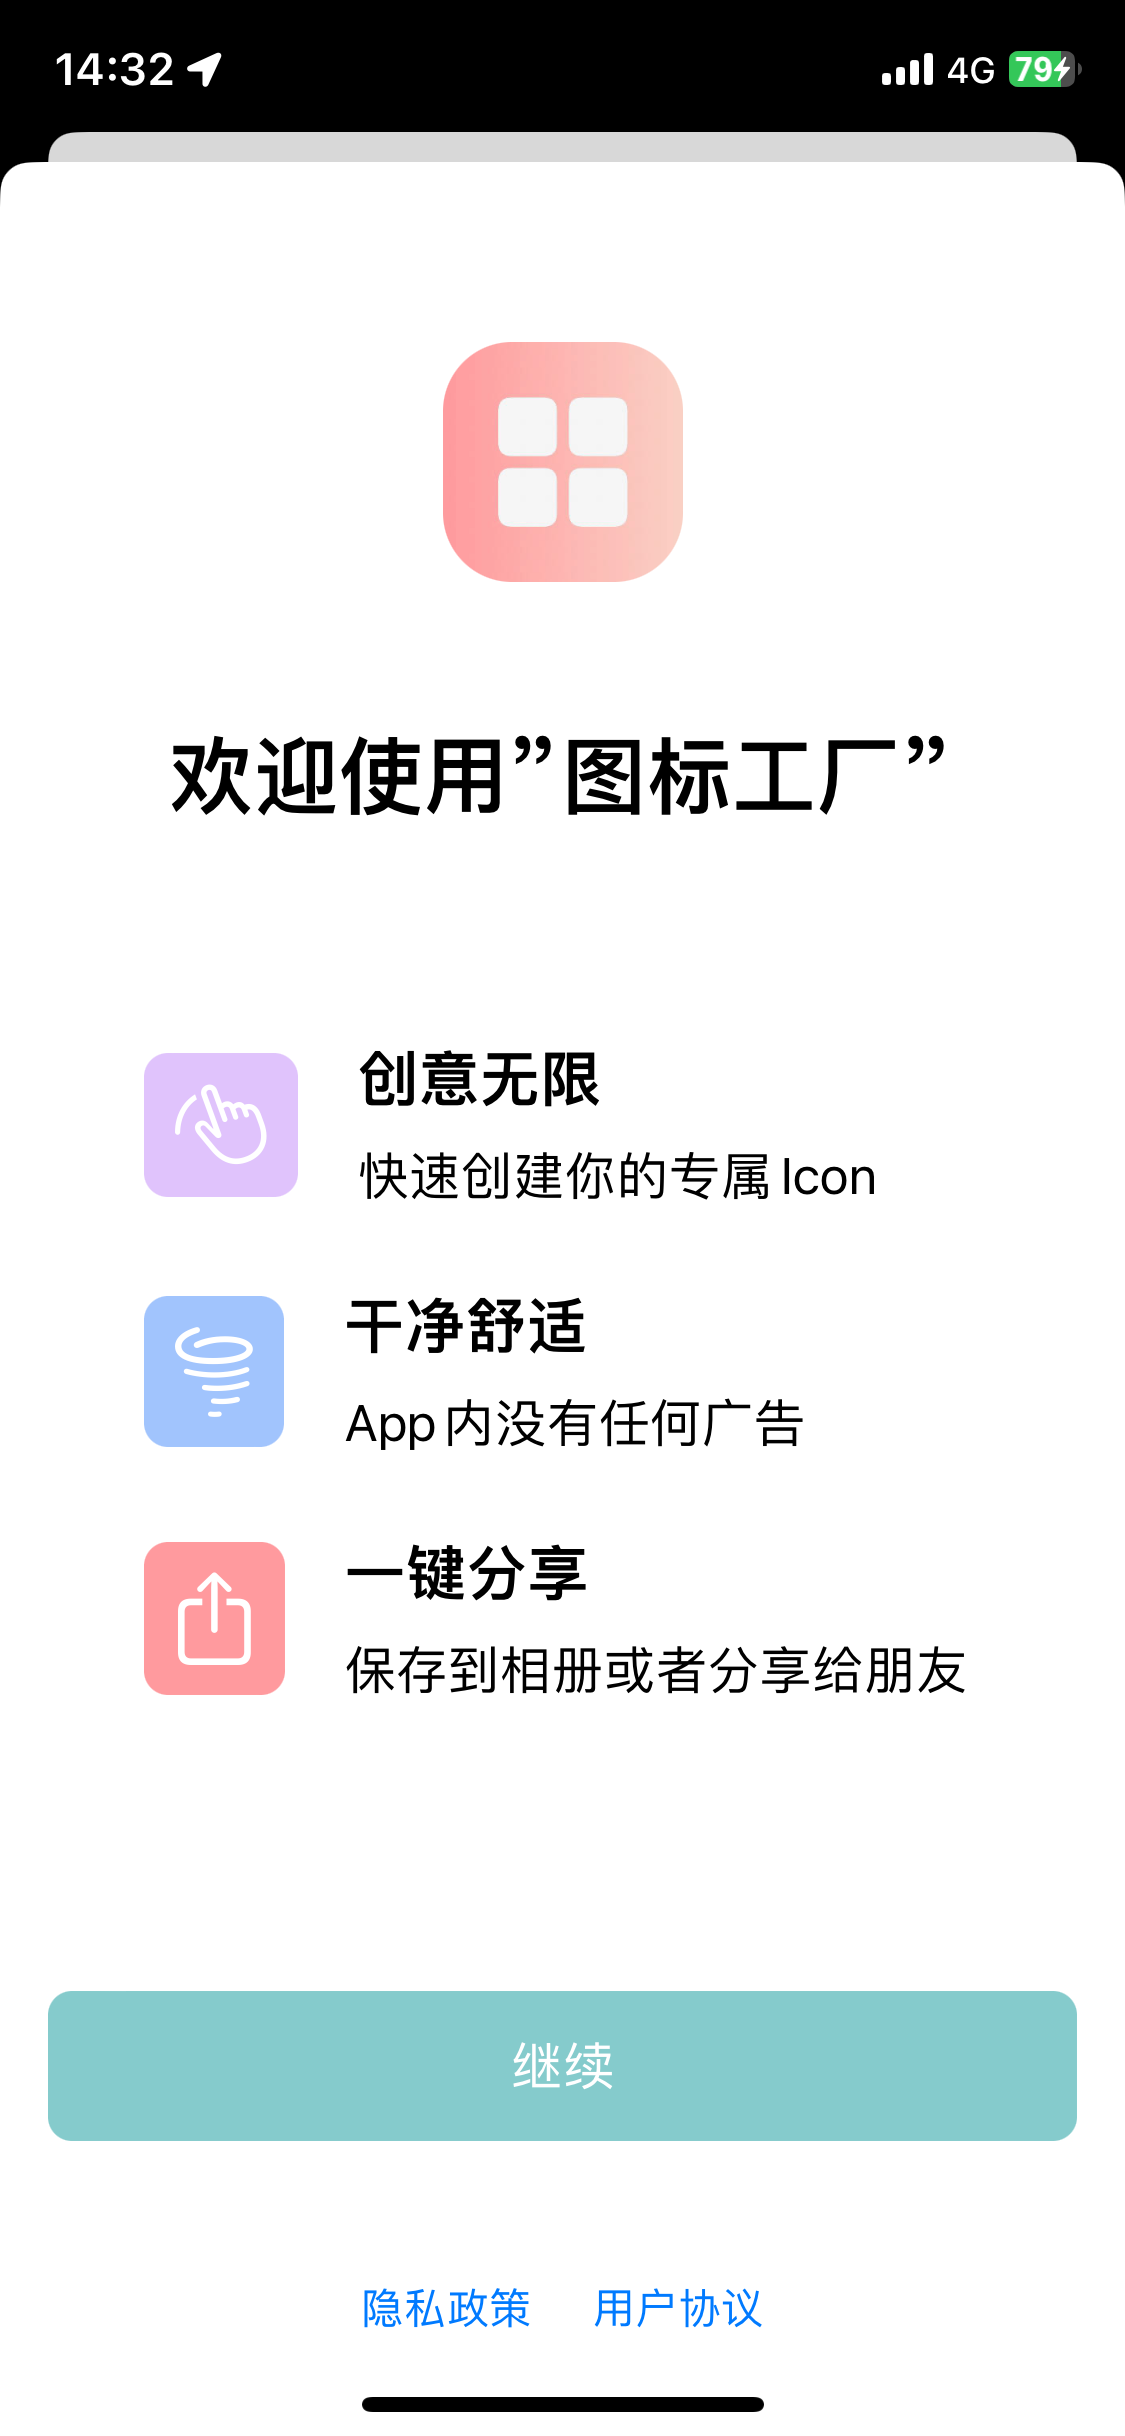 14:32
4G
79
欢迎使用”图标工厂”
创意无限
快速创建你的专属 Icon
干净舒适
App 内没有任何广告
一键分享
保存到相册或者分享给朋友
继续
隐私政策 用户协议